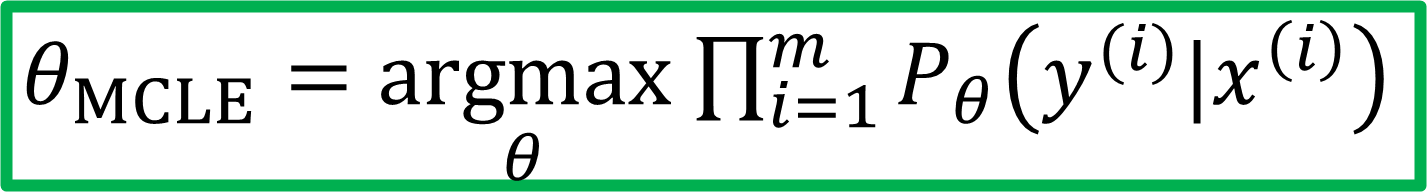 θ_MCLE = argmax_θ ∏_{i=1}^{m} P_θ(y^{(i)}|x^{(i)})